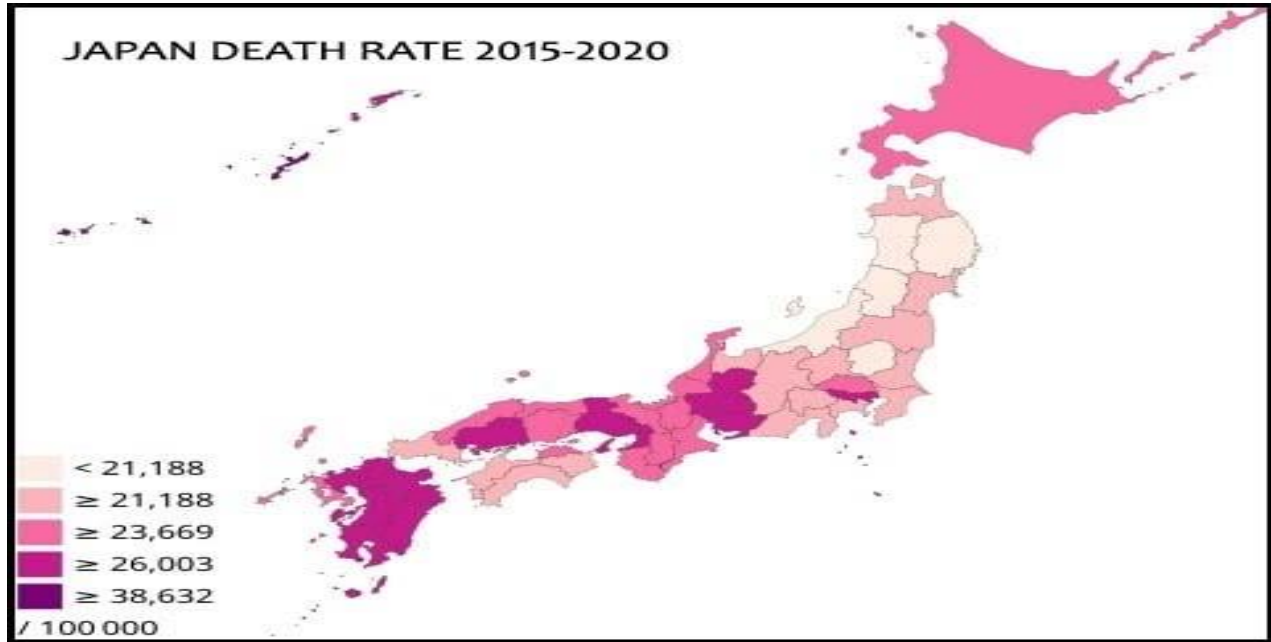 JAPAN DEATH RATE 2015-2020
< 21,188
≥ 21,188
≥ 23,669
≥ 26,003
≥ 38,632
/ 100 000